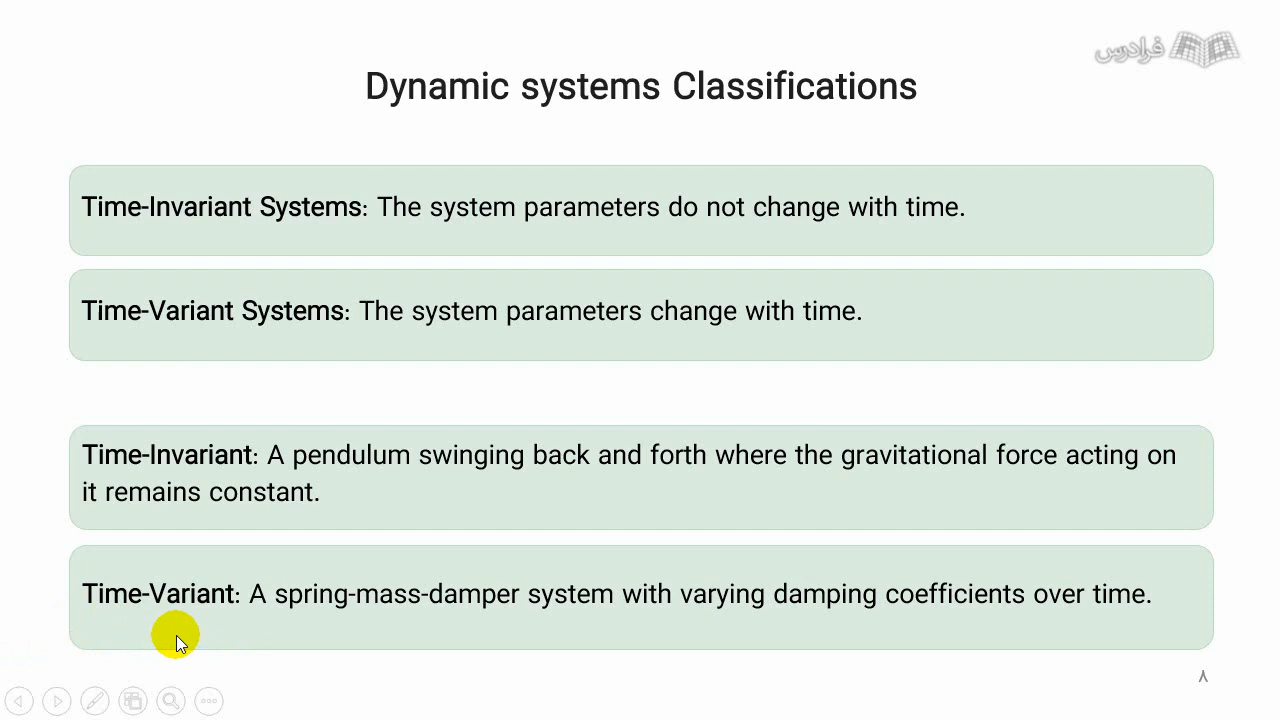 فرادرس
Dynamic systems Classifications
Time-Invariant Systems: The system parameters do not change with time.
Time-Variant Systems: The system parameters change with time.
Time-Invariant: A pendulum swinging back and forth where the gravitational force acting on
it remains constant.
Time-Variant: A spring-mass-damper system with varying damping coefficients over time.
۸